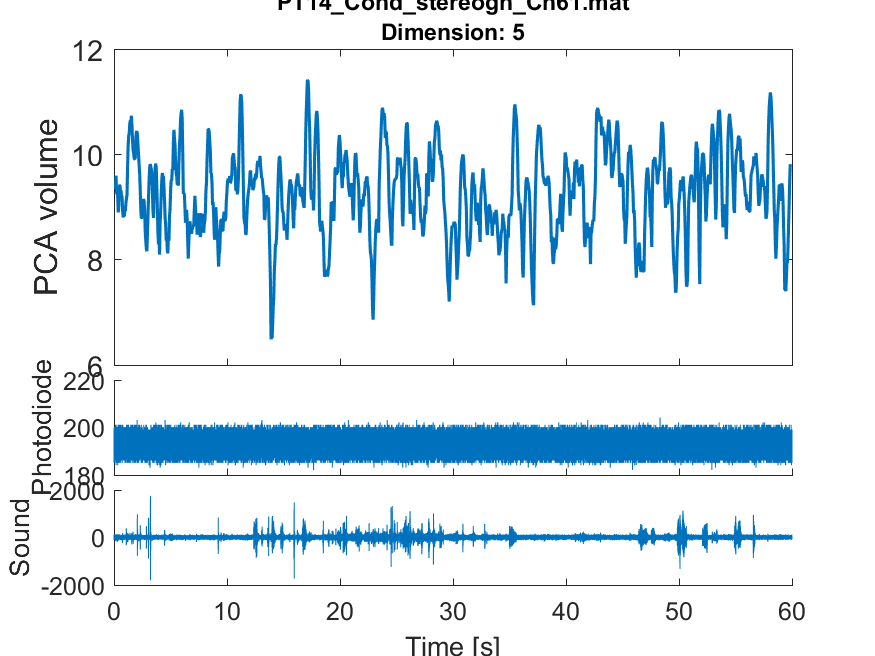 PT14_Cond_stereogn_Ch61.mat
Dimension: 5
12
10
8
6
PCA volume
220
200
180
Photodiode
2000
0
-2000
Sound
0 10 20 30 40 50 60
Time [s]